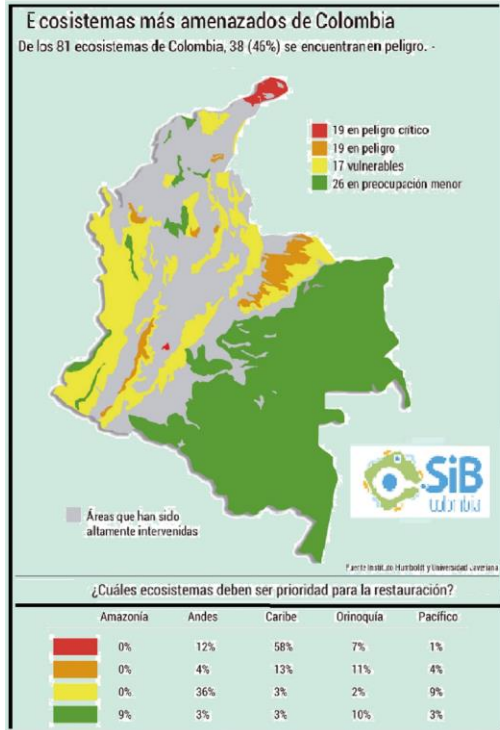 Ecosistemas más amenazados de Colombia
De los 81 ecosistemas de Colombia, 38 (46%) se encuentran en peligro. -
19 en peligro crítico
19 en peligro
17 vulnerables
26 en preocupación menor
SiB
colombia
Áreas que han sido
altamente intervenidas
Fuente Instituto Humboldt y Universidad Javeriana
¿Cuáles ecosistemas deben ser prioridad para la restauración?
Amazonía Andes Caribe Orinoquía Pacífico
0% 12% 58% 7% 1%
0% 4% 13% 11% 4%
0% 36% 3% 2% 9%
9% 3% 3% 10% 3%